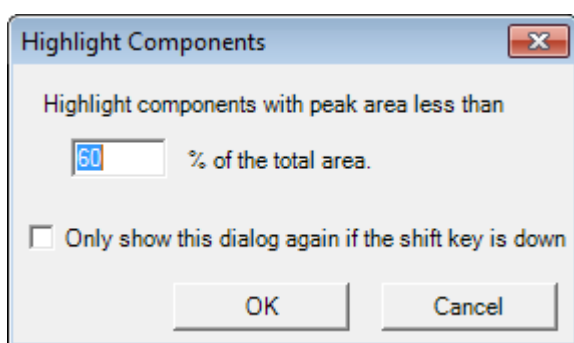 Highlight Components
Highlight components with peak area less than
60 % of the total area.
Only show this dialog again if the shift key is down
OK Cancel